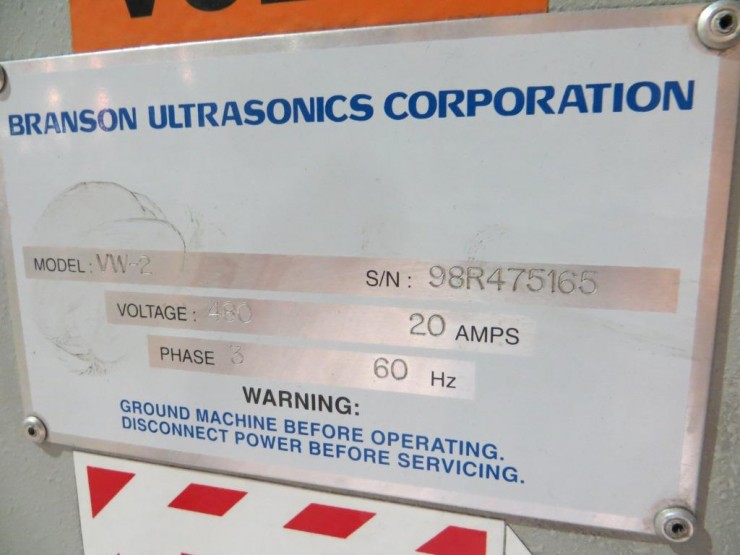 BRANSON ULTRASONICS CORPORATION
MODEL: VW-2 S/N: 98R475165
VOLTAGE: 480 20 AMPS
PHASE 3 60 Hz
WARNING:
GROUND MACHINE BEFORE OPERATING.
DISCONNECT POWER BEFORE SERVICING.